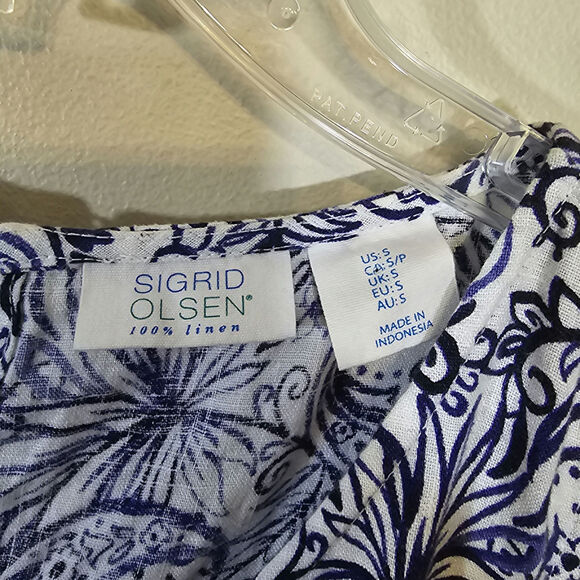 PAT. PEND
SIGRID
OLSEN®
100% linen
US: S
CA: S/P
UK: S
EU: S
AU: S
MADE IN
INDONESIA